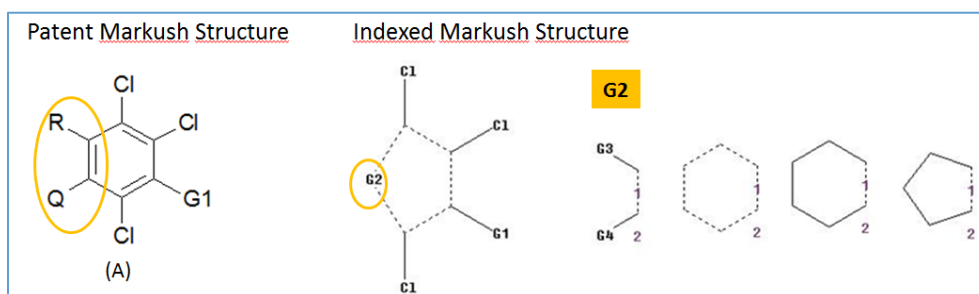 Patent Markush Structure
Indexed Markush Structure
Cl
R
Cl
Q
G1
Cl
(A)
Cl
Cl
G2
G1
Cl
G2
G3
1
G4 2
1
2
1
2
1
2